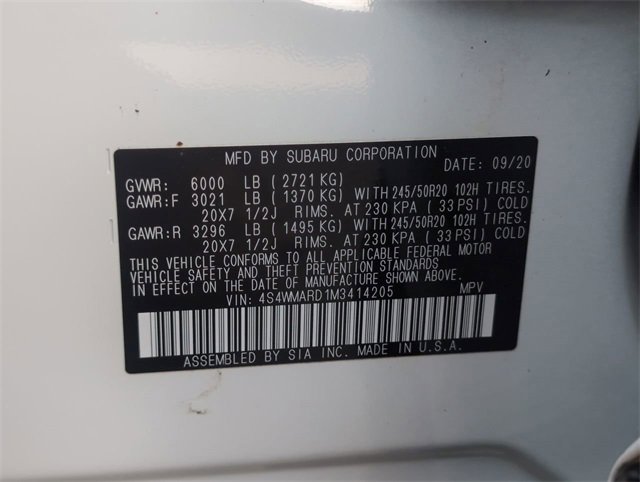 MFD BY SUBARU CORPORATION DATE: 09/20
GVWR: 6000 LB ( 2721 KG)
GAWR:F 3021 LB ( 1370 KG) WITH 245/50R20 102H TIRES.
20X7 1/2J RIMS. AT 230 KPA ( 33 PSI) COLD
GAWR:R 3296 LB ( 1495 KG) WITH 245/50R20 102H TIRES.
20X7 1/2J RIMS. AT 230 KPA ( 33 PSI) COLD
THIS VEHICLE CONFORMS TO ALL APPLICABLE FEDERAL MOTOR
VEHICLE SAFETY AND THEFT PREVENTION STANDARDS
IN EFFECT ON THE DATE OF MANUFACTURE SHOWN ABOVE.
VIN: 4S4WMARD1M3414205 MPV
ASSEMBLED BY SIA INC. MADE IN U.S.A.